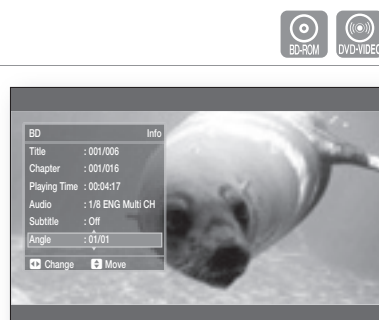 BD-ROM DVD-VIDEO
BD Info
Title : 001/006
Chapter : 001/016
Playing Time : 00:04:17
Audio : 1/8 ENG Multi CH
Subtitle : Off
Angle : 01/01
Change Move